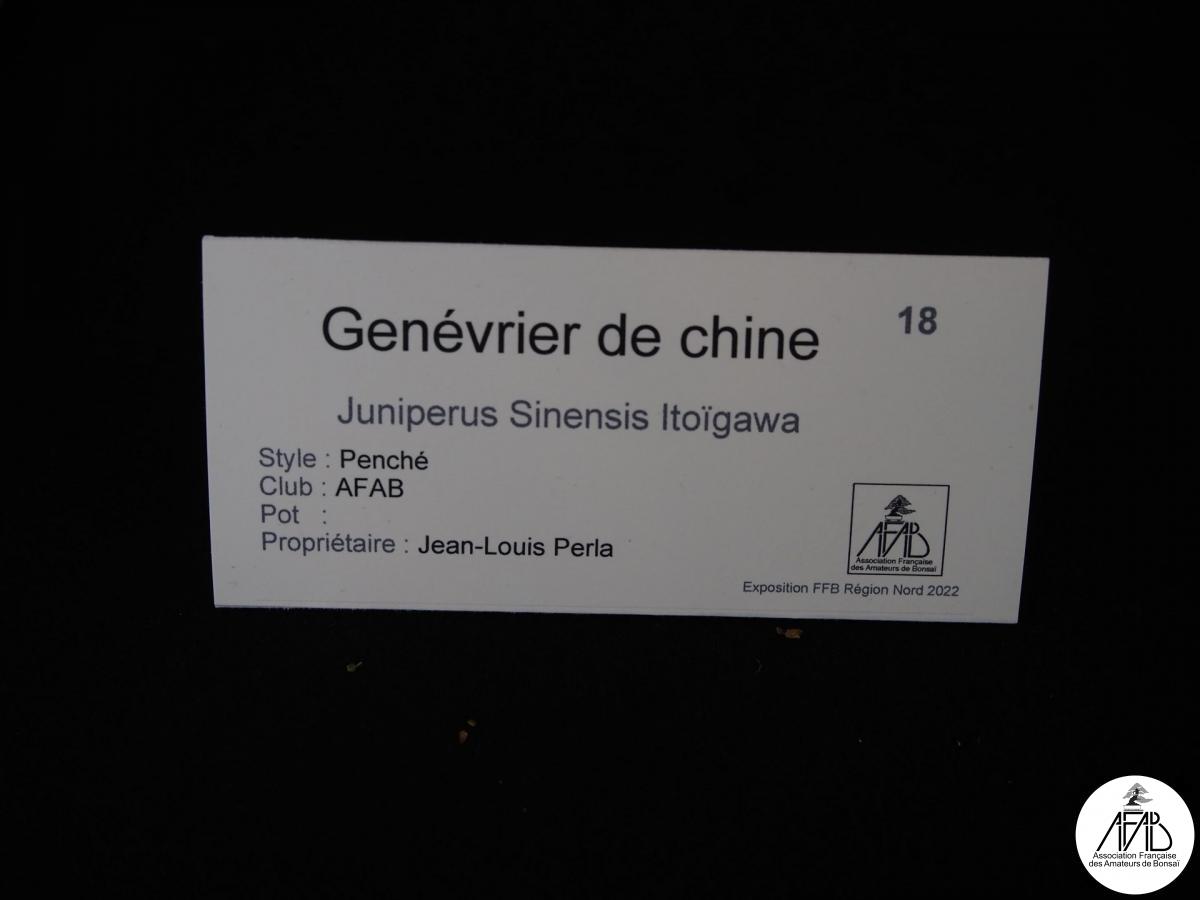 Genévrier de chine
18
Juniperus Sinensis Itoïgawa
Style : Penché
Club : AFAB
Pot :
Propriétaire : Jean-Louis Perla
AFAB
Association Française
des Amateurs de Bonsaï
Exposition FFB Région Nord 2022
AFAB
Association Française
des Amateurs de Bonsaï